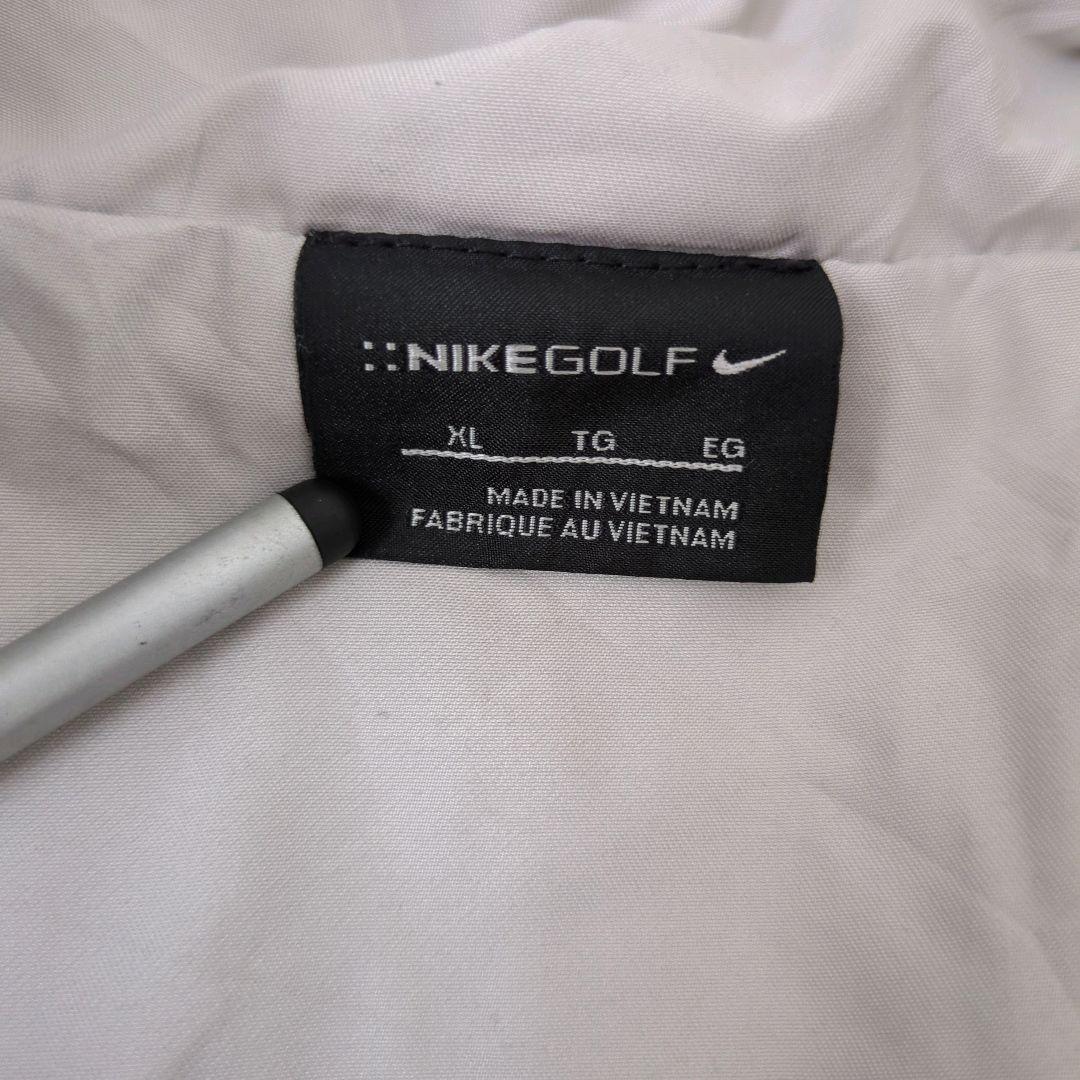 NIKEGOLF
XL TG EG
MADE IN VIETNAM
FABRIQUE AU VIETNAM